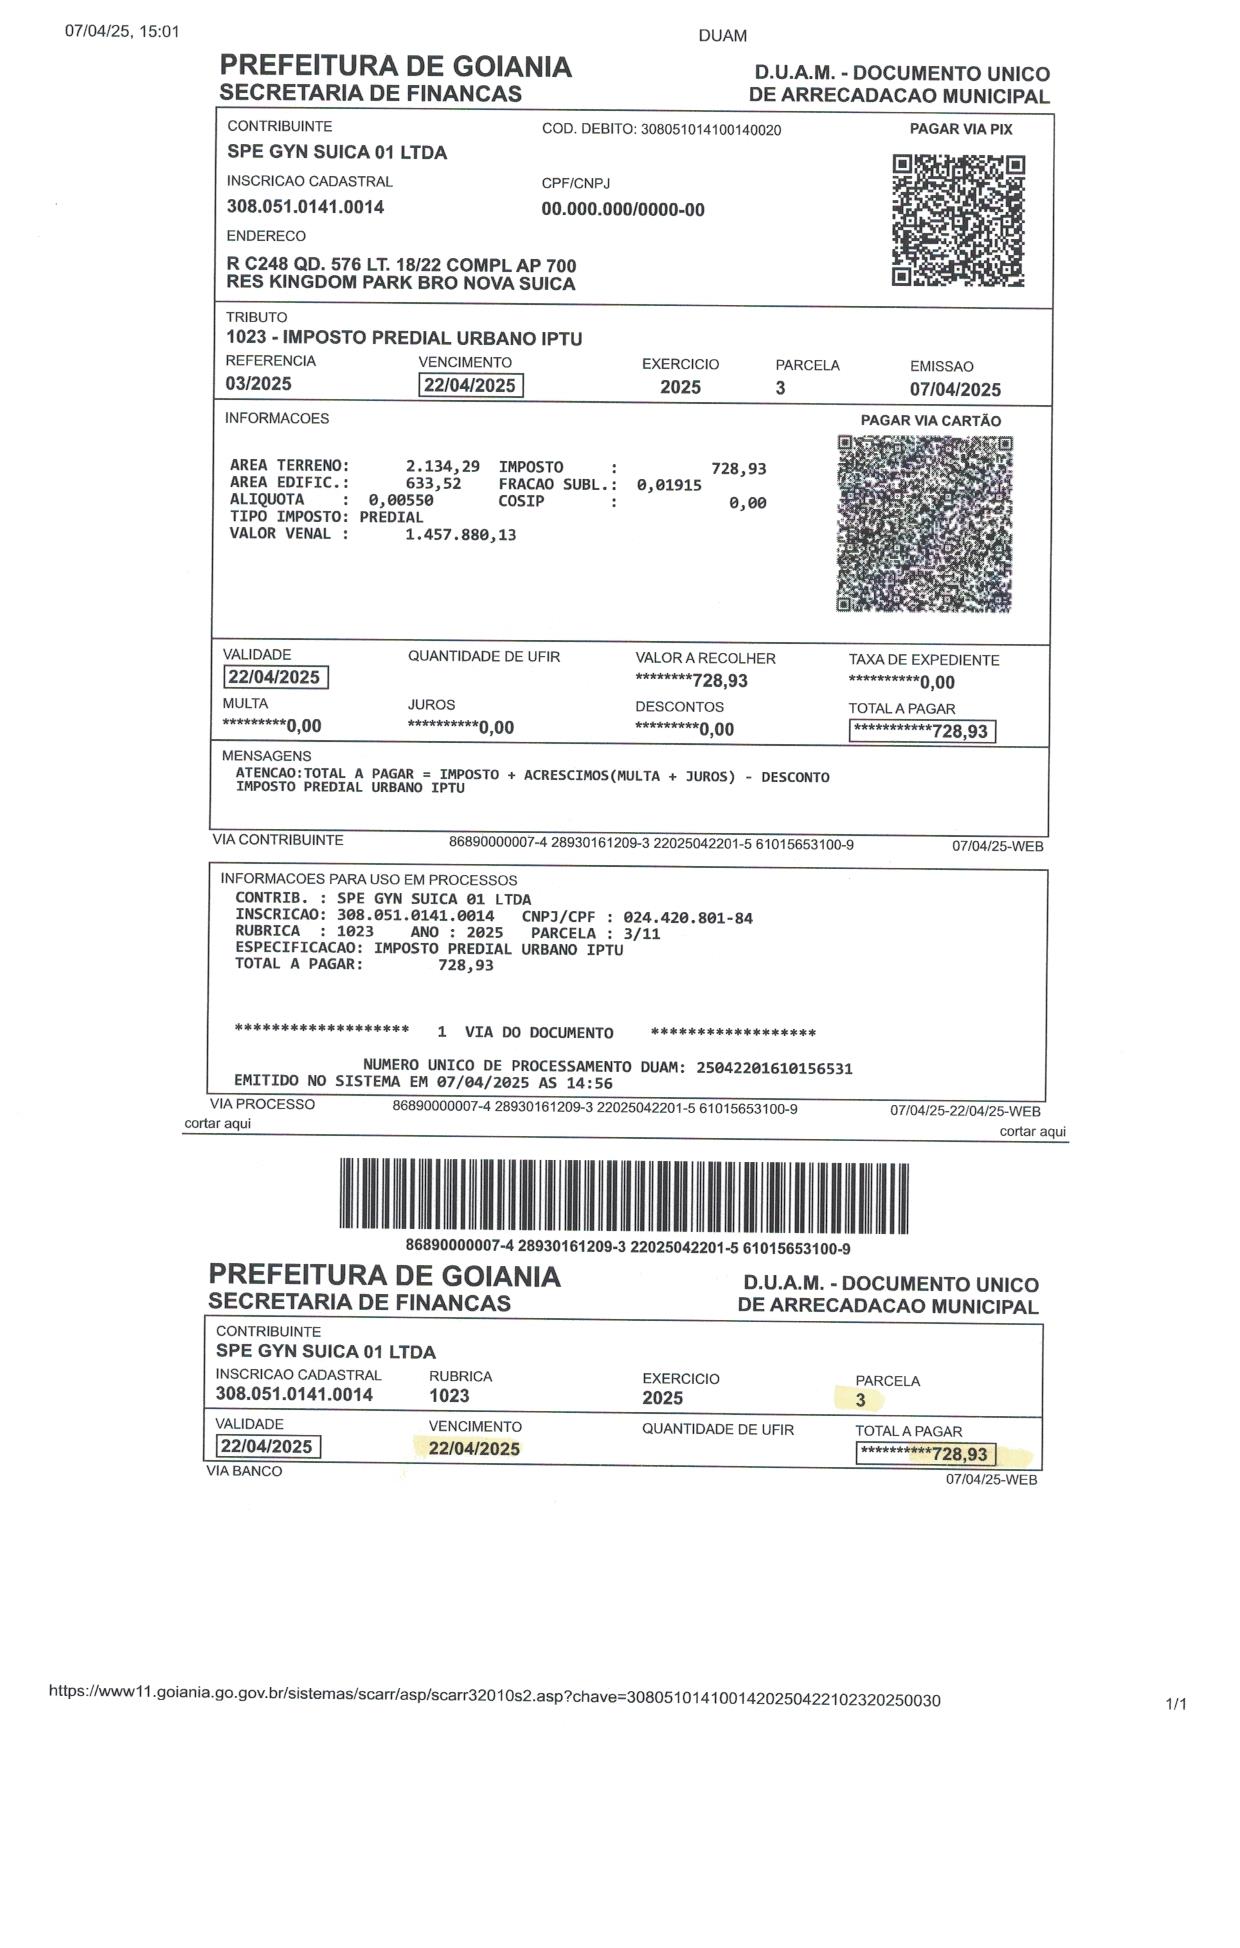 07/04/25, 15:01
DUAM
PREFEITURA DE GOIANIA
SECRETARIA DE FINANCAS
D.U.A.M. - DOCUMENTO UNICO
DE ARRECADACAO MUNICIPAL
CONTRIBUINTE
COD. DEBITO: 308051014100140020
PAGAR VIA PIX
SPE GYN SUICA 01 LTDA
INSCRICAO CADASTRAL
CPF/CNPJ
308.051.0141.0014
00.000.000/0000-00
ENDERECO
R C248 QD. 576 LT. 18/22 COMPL AP 700
RES KINGDOM PARK BRO NOVA SUICA
TRIBUTO
1023 - IMPOSTO PREDIAL URBANO IPTU
REFERENCIA VENCIMENTO EXERCICIO PARCELA EMISSAO
03/2025 22/04/2025 2025 3 07/04/2025
INFORMACOES
PAGAR VIA CARTÃO
AREA TERRENO: 2.134,29 IMPOSTO : 728,93
AREA EDIFIC.: 633,52 FRACAO SUBL.: 0,01915
ALIQUOTA : 0,00550 COSIP : 0,00
TIPO IMPOSTO: PREDIAL
VALOR VENAL : 1.457.880,13
VALIDADE QUANTIDADE DE UFIR VALOR A RECOLHER TAXA DE EXPEDIENTE
22/04/2025 ********728,93 **********0,00
MULTA JUROS DESCONTOS TOTAL A PAGAR
*********0,00 **********0,00 *********0,00 ***********728,93
MENSAGENS
ATENCAO:TOTAL A PAGAR = IMPOSTO + ACRESCIMOS(MULTA + JUROS) - DESCONTO
IMPOSTO PREDIAL URBANO IPTU
VIA CONTRIBUINTE 86890000007-4 28930161209-3 22025042201-5 61015653100-9 07/04/25-WEB
INFORMACOES PARA USO EM PROCESSOS
CONTRIB. : SPE GYN SUICA 01 LTDA
INSCRICAO: 308.051.0141.0014 CNPJ/CPF : 024.420.801-84
RUBRICA : 1023 ANO : 2025 PARCELA : 3/11
ESPECIFICACAO: IMPOSTO PREDIAL URBANO IPTU
TOTAL A PAGAR: 728,93
******************* 1 VIA DO DOCUMENTO ******************
NUMERO UNICO DE PROCESSAMENTO DUAM: 25042201610156531
EMITIDO NO SISTEMA EM 07/04/2025 AS 14:56
VIA PROCESSO 86890000007-4 28930161209-3 22025042201-5 61015653100-9 07/04/25-22/04/25-WEB
cortar aqui cortar aqui
86890000007-4 28930161209-3 22025042201-5 61015653100-9
PREFEITURA DE GOIANIA
SECRETARIA DE FINANCAS
D.U.A.M. - DOCUMENTO UNICO
DE ARRECADACAO MUNICIPAL
CONTRIBUINTE
SPE GYN SUICA 01 LTDA
INSCRICAO CADASTRAL RUBRICA EXERCICIO PARCELA
308.051.0141.0014 1023 2025 3
VALIDADE VENCIMENTO QUANTIDADE DE UFIR TOTAL A PAGAR
22/04/2025 22/04/2025 **********728,93
VIA BANCO 07/04/25-WEB
https://www11.goiania.go.gov.br/sistemas/scarr/asp/scarr32010s2.asp?chave=3080510141001420250422102320250030
1/1